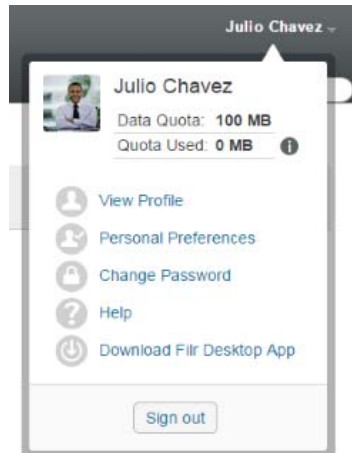 Julio Chavez
Julio Chavez
Data Quota: 100 MB
Quota Used: 0 MB
View Profile
Personal Preferences
Change Password
Help
Download Filr Desktop App
Sign out